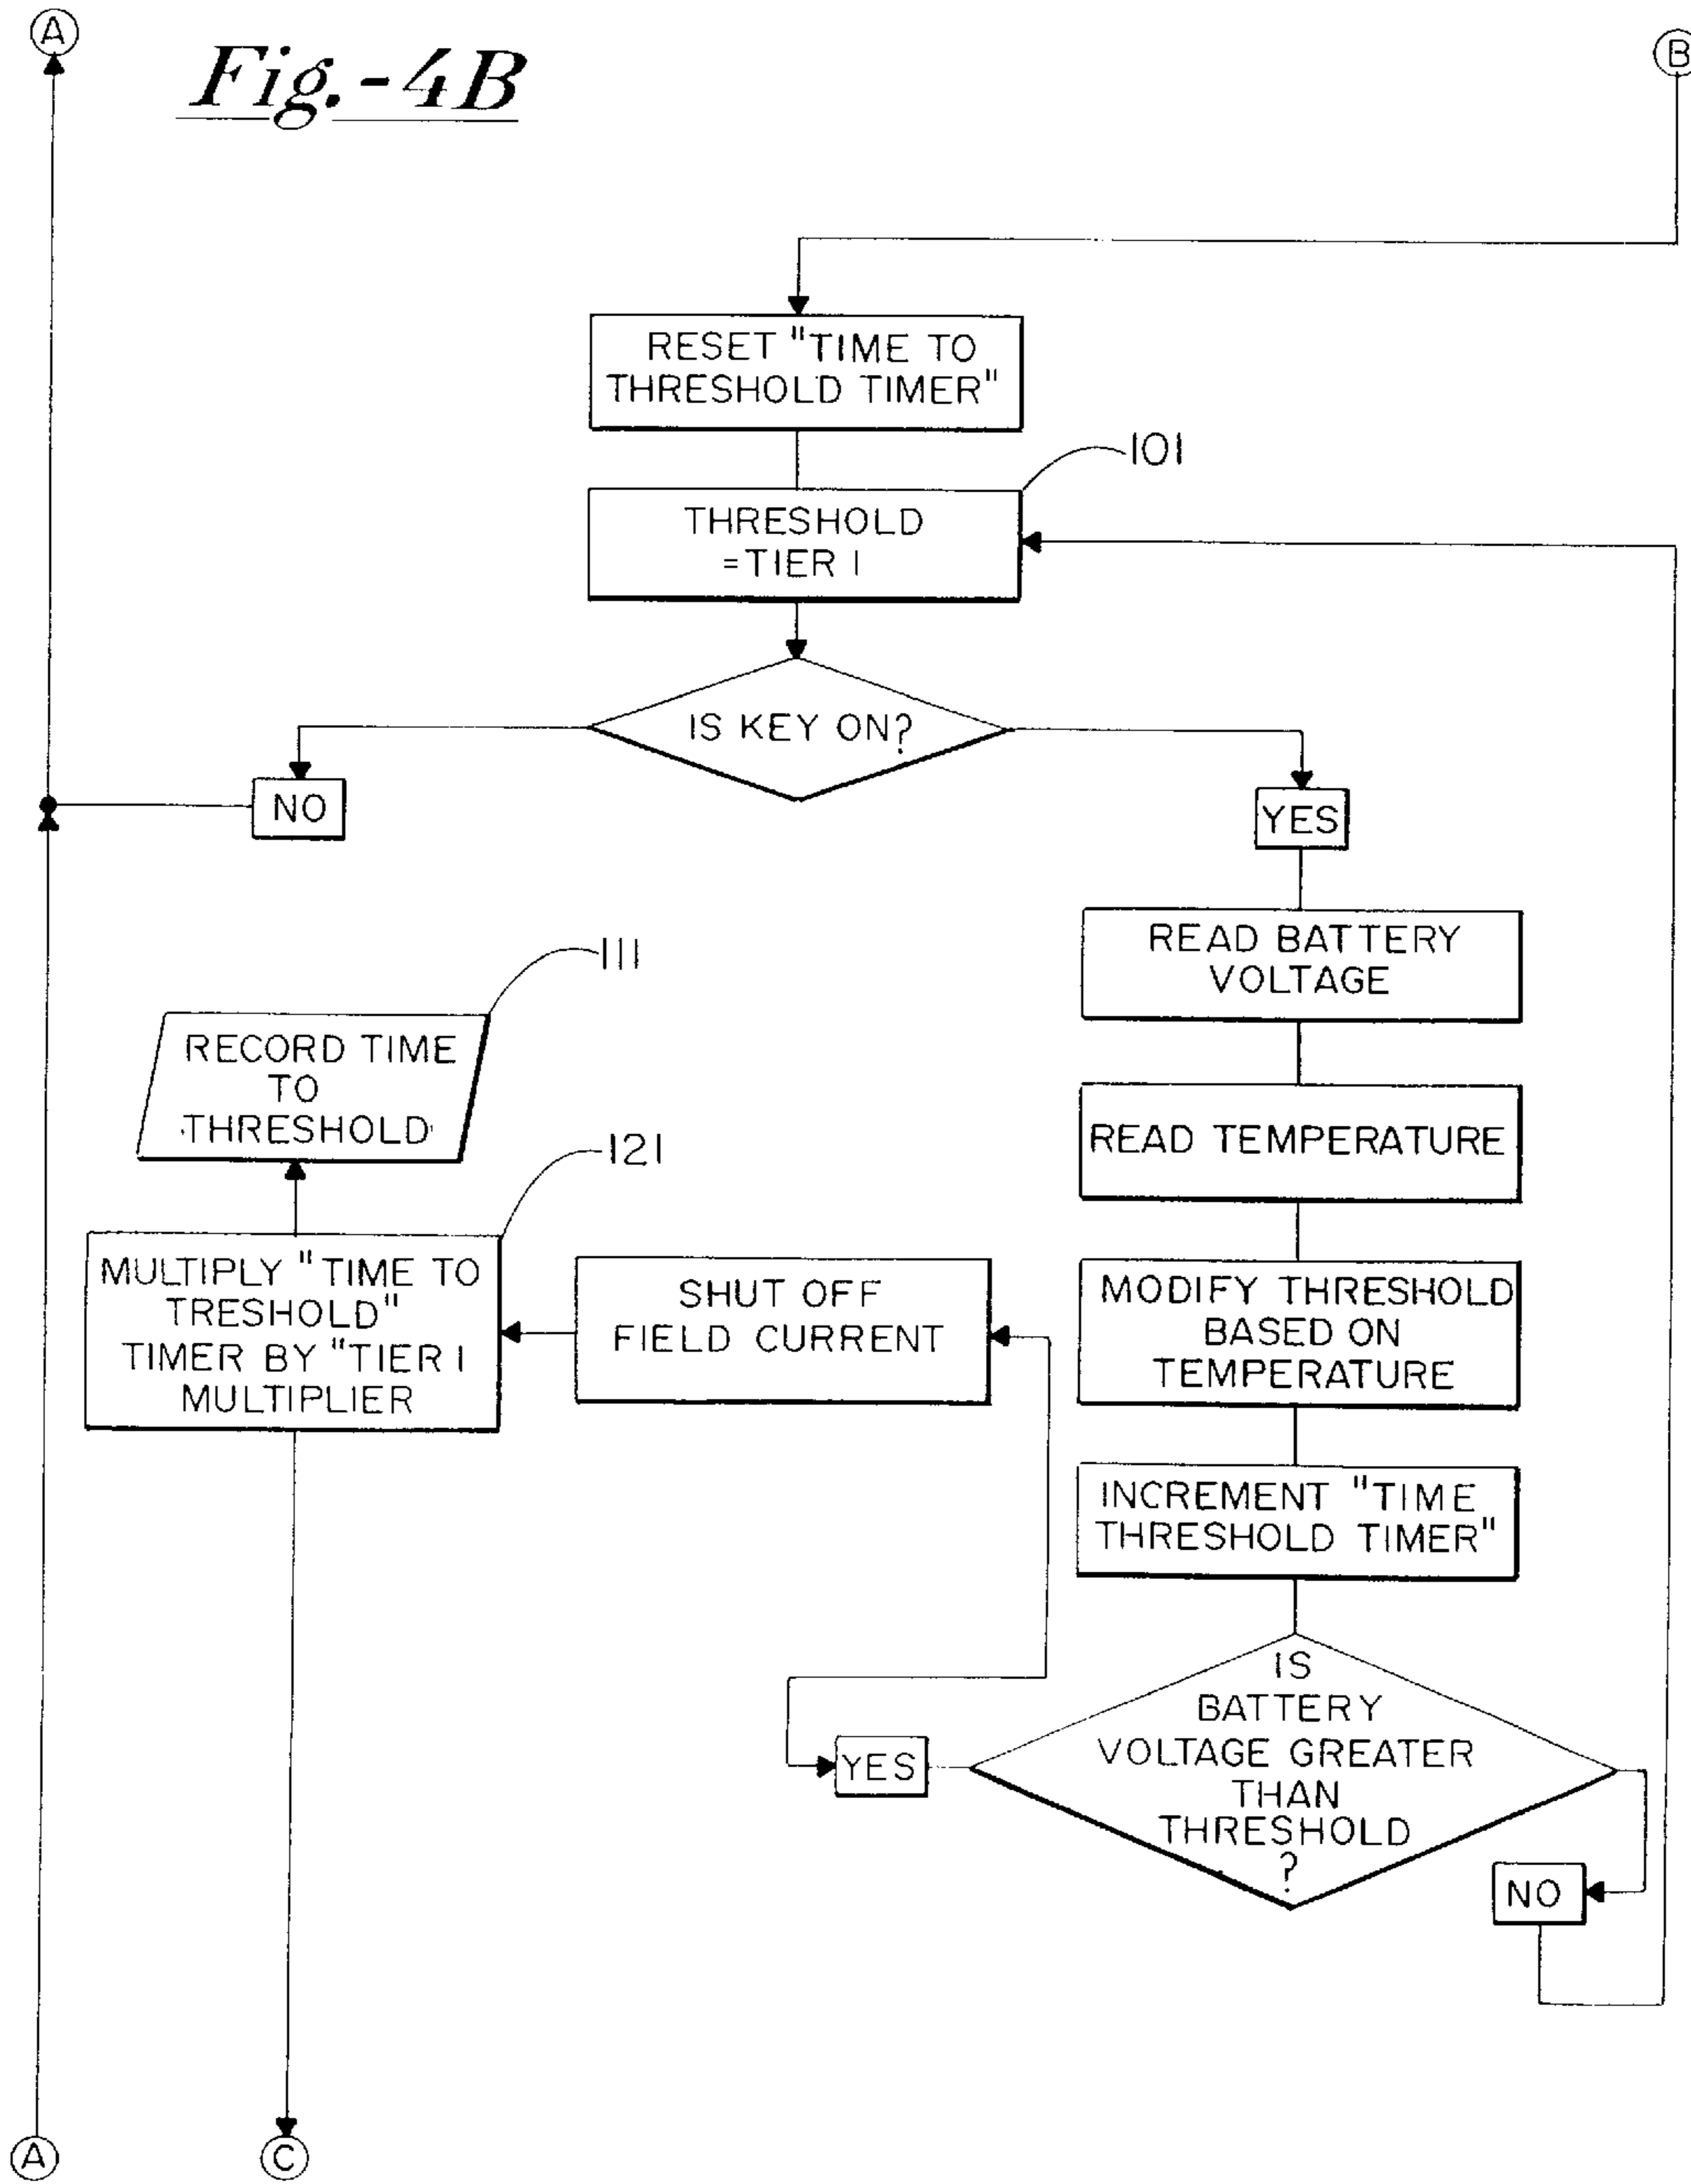 A
Fig.-4B
B
RESET "TIME TO
THRESHOLD TIMER"
101
THRESHOLD
=TIER I
IS KEY ON?
NO
YES
READ BATTERY
VOLTAGE
111
RECORD TIME
TO
THRESHOLD
READ TEMPERATURE
121
MULTIPLY "TIME TO
TRESHOLD"
TIMER BY "TIER I
MULTIPLIER
SHUT OFF
FIELD CURRENT
MODIFY THRESHOLD
BASED ON
TEMPERATURE
INCREMENT "TIME
THRESHOLD TIMER"
IS
BATTERY
VOLTAGE GREATER
THAN
THRESHOLD
?
YES
NO
A
C